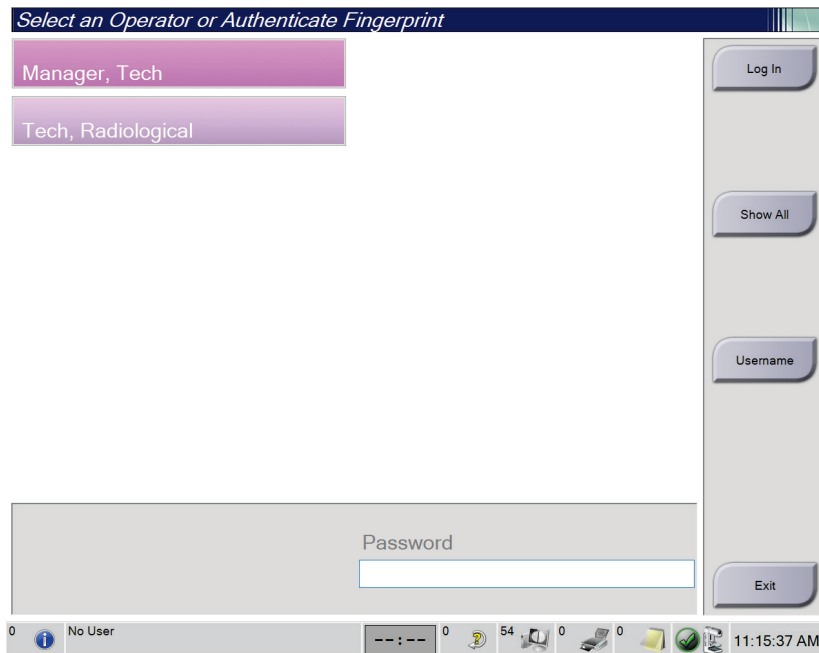 Select an Operator or Authenticate Fingerprint
Manager, Tech
Tech, Radiological
Log In
Show All
Username
Password
Exit
0 No User --:-- 0 54 0 0 11:15:37 AM